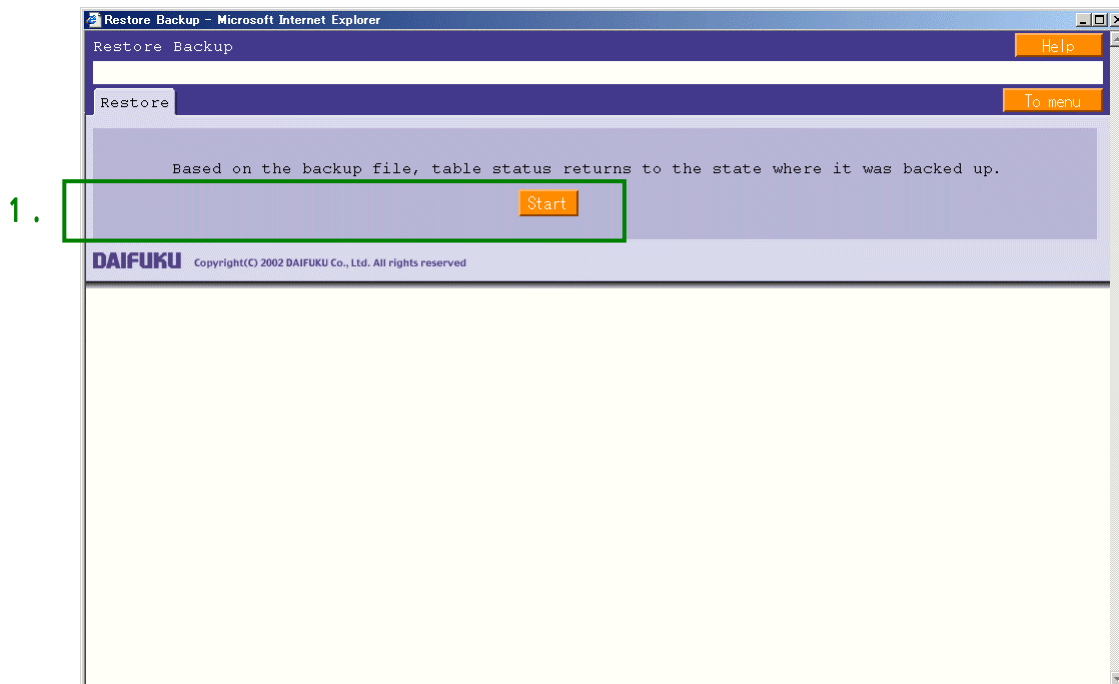 Restore Backup - Microsoft Internet Explorer
Restore Backup
Help
Restore
To menu
Based on the backup file, table status returns to the state where it was backed up.
1.
Start
DAIFUKU Copyright(C) 2002 DAIFUKU Co., Ltd. All rights reserved